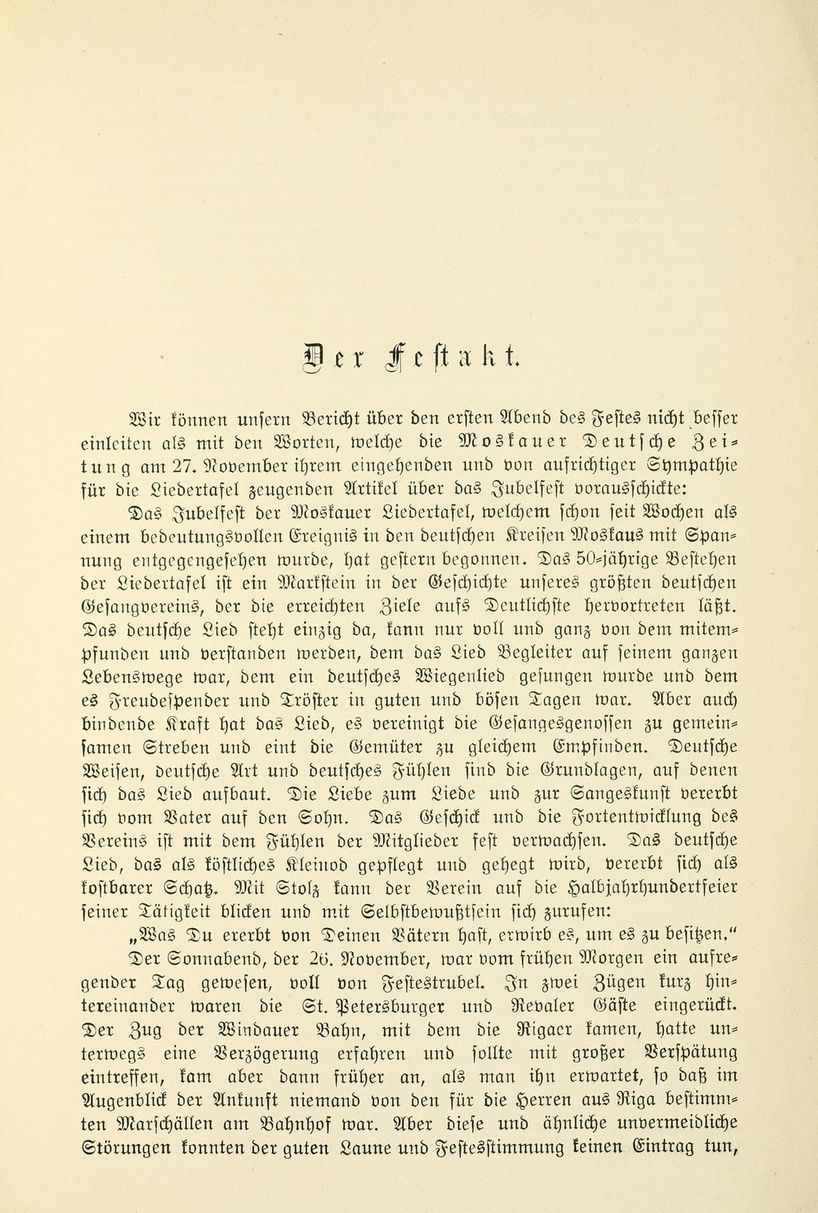 Der Festakt.
Wir können unsern Bericht über den ersten Abend des Festes nicht besser
einleiten als mit den Worten, welche die Moskauer Deutsche Zei-
tung am 27. November ihrem eingehenden und von aufrichtiger Sympathie
für die Liedertafel zeugenden Artikel über das Jubelfest vorausschickte:
Das Jubelfest der Moskauer Liedertafel, welchem schon seit Wochen als
einem bedeutungsvollen Ereignis in den deutschen Kreisen Moskaus mit Span-
nung entgegengesehen wurde, hat gestern begonnen. Das 50-jährige Bestehen
der Liedertafel ist ein Markstein in der Geschichte unseres größten deutschen
Gesangvereins, der die erreichten Ziele aufs Deutlichste hervortreten läßt.
Das deutsche Lied steht einzig da, kann nur voll und ganz von dem mitem-
pfunden und verstanden werden, dem das Lied Begleiter auf seinem ganzen
Lebenswege war, dem ein deutsches Wiegenlied gesungen wurde und dem
es Freudespender und Tröster in guten und bösen Tagen war. Aber auch
bindende Kraft hat das Lied, es vereinigt die Gesangesgenossen zu gemein-
samen Streben und eint die Gemüter zu gleichem Empfinden. Deutsche
Weisen, deutsche Art und deutsches Fühlen sind die Grundlagen, auf denen
sich das Lied aufbaut. Die Liebe zum Liede und zur Sangeskunst vererbt
sich vom Vater auf den Sohn. Das Geschick und die Fortentwicklung des
Vereins ist mit dem Fühlen der Mitglieder fest verwachsen. Das deutsche
Lied, das als köstliches Kleinod gepflegt und gehegt wird, vererbt sich als
kostbarer Schatz. Mit Stolz kann der Verein auf die Halbjahrhundertfeier
seiner Tätigkeit blicken und mit Selbstbewußtsein sich zurufen:
„Was Du ererbt von Deinen Vätern hast, erwirb es, um es zu besitzen.“
Der Sonnabend, der 26. November, war vom frühen Morgen ein aufre-
gender Tag gewesen, voll von Festestrubel. In zwei Zügen kurz hin-
tereinander waren die St. Petersburger und Revaler Gäste eingerückt.
Der Zug der Windauer Bahn, mit dem die Rigaer kamen, hatte un-
terwegs eine Verzögerung erfahren und sollte mit großer Verspätung
eintreffen, kam aber dann früher an, als man ihn erwartet, so daß im
Augenblick der Ankunft niemand von den für die Herren aus Riga bestimm-
ten Marschällen am Bahnhof war. Aber diese und ähnliche unvermeidliche
Störungen konnten der guten Laune und Festesstimmung keinen Eintrag tun,